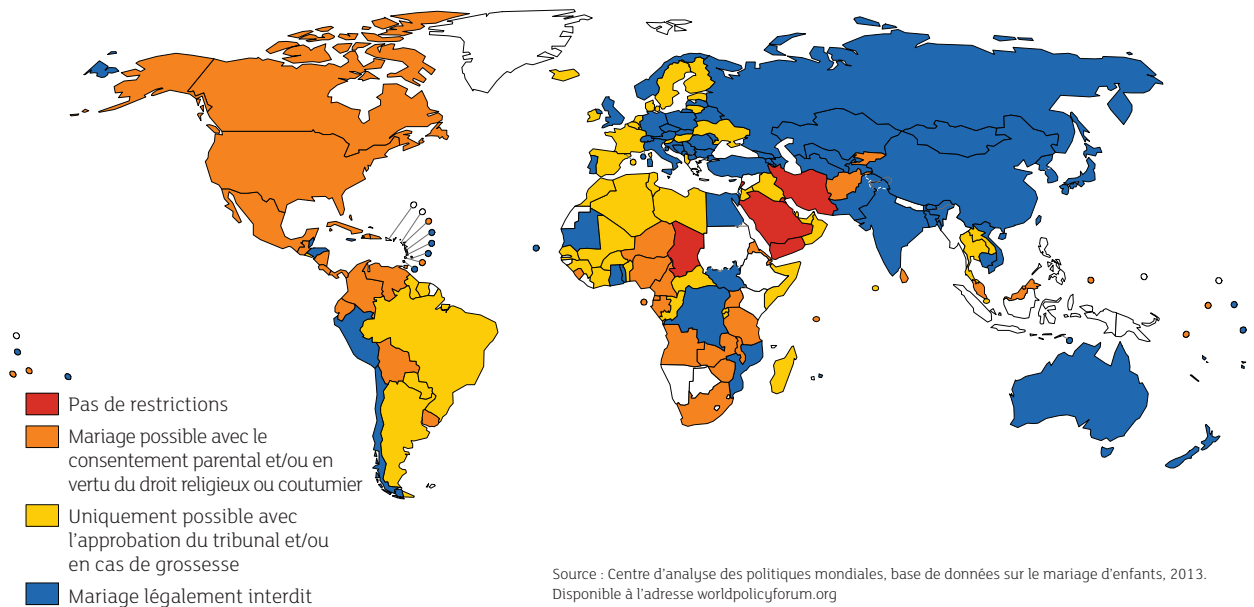 Pas de restrictions
Mariage possible avec le
consentement parental et/ou en
vertu du droit religieux ou coutumier
Uniquement possible avec
l'approbation du tribunal et/ou
en cas de grossesse
Mariage légalement interdit
Source : Centre d'analyse des politiques mondiales, base de données sur le mariage d'enfants, 2013.
Disponible à l'adresse worldpolicyforum.org